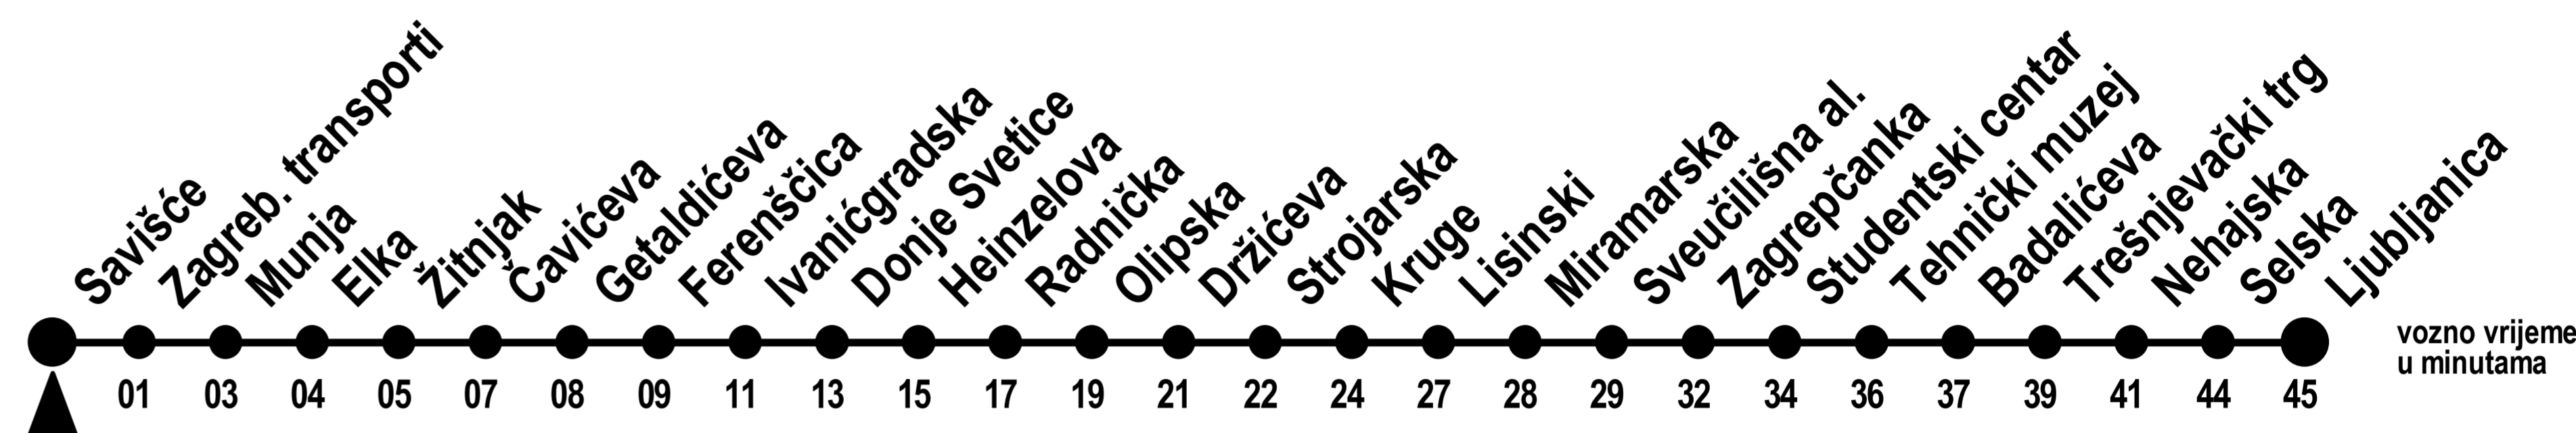 Savišće
Zagreb. transporti
Munja
Elka
Žitnjak
Čavićeva
Getaldićeva
Ferenščica
Ivanićgradska
Donje Svetice
Heinzelova
Radnička
Olipska
Držićeva
Strojarska
Kruge
Lisinski
Miramarska
Sveučilišna al.
Zagrepčanka
Studentski centar
Tehnički muzej
Badalićeva
Trešnjevački trg
Nehajska
Selska
Ljubljanica
01 03 04 05 07 08 09 11 13 15 17 19 21 22 24 27 28 29 32 34 36 37 39 41 44 45
vozno vrijeme
u minutama